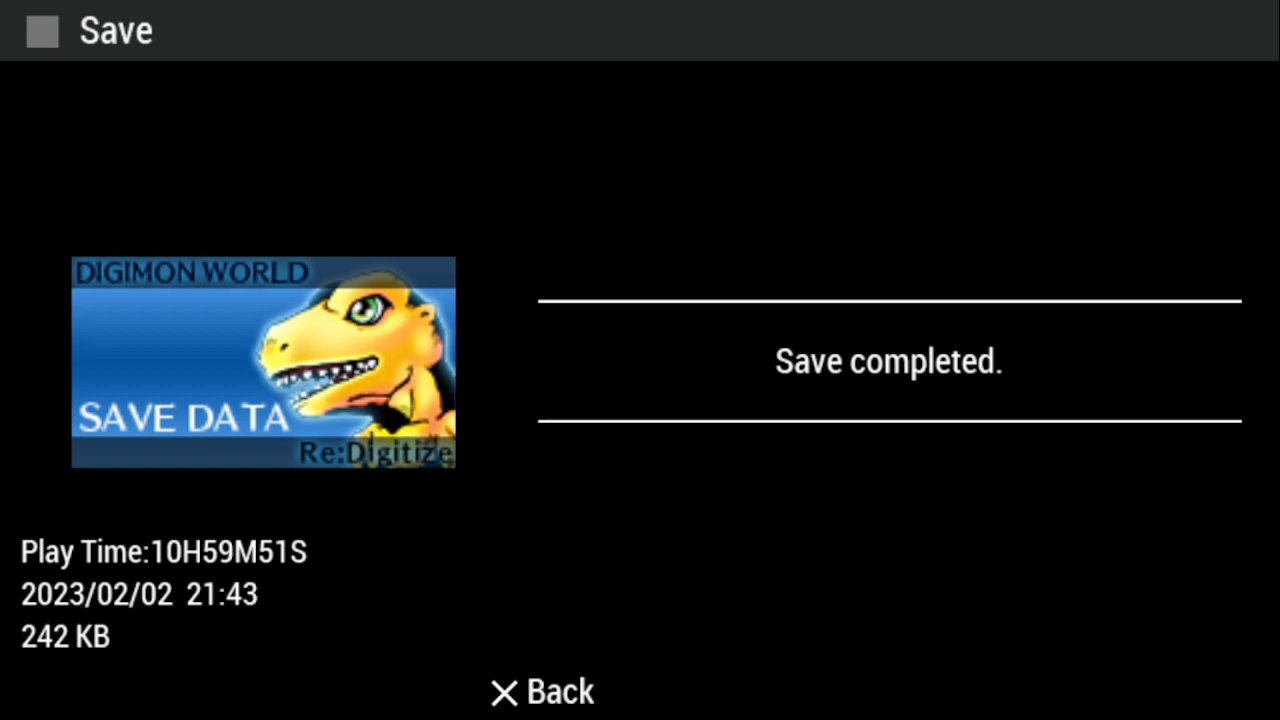 Save
DIGIMON WORLD
SAVE DATA
Re:Digitize
Save completed.
Play Time:10H59M51S
2023/02/02 21:43
242 KB
Back